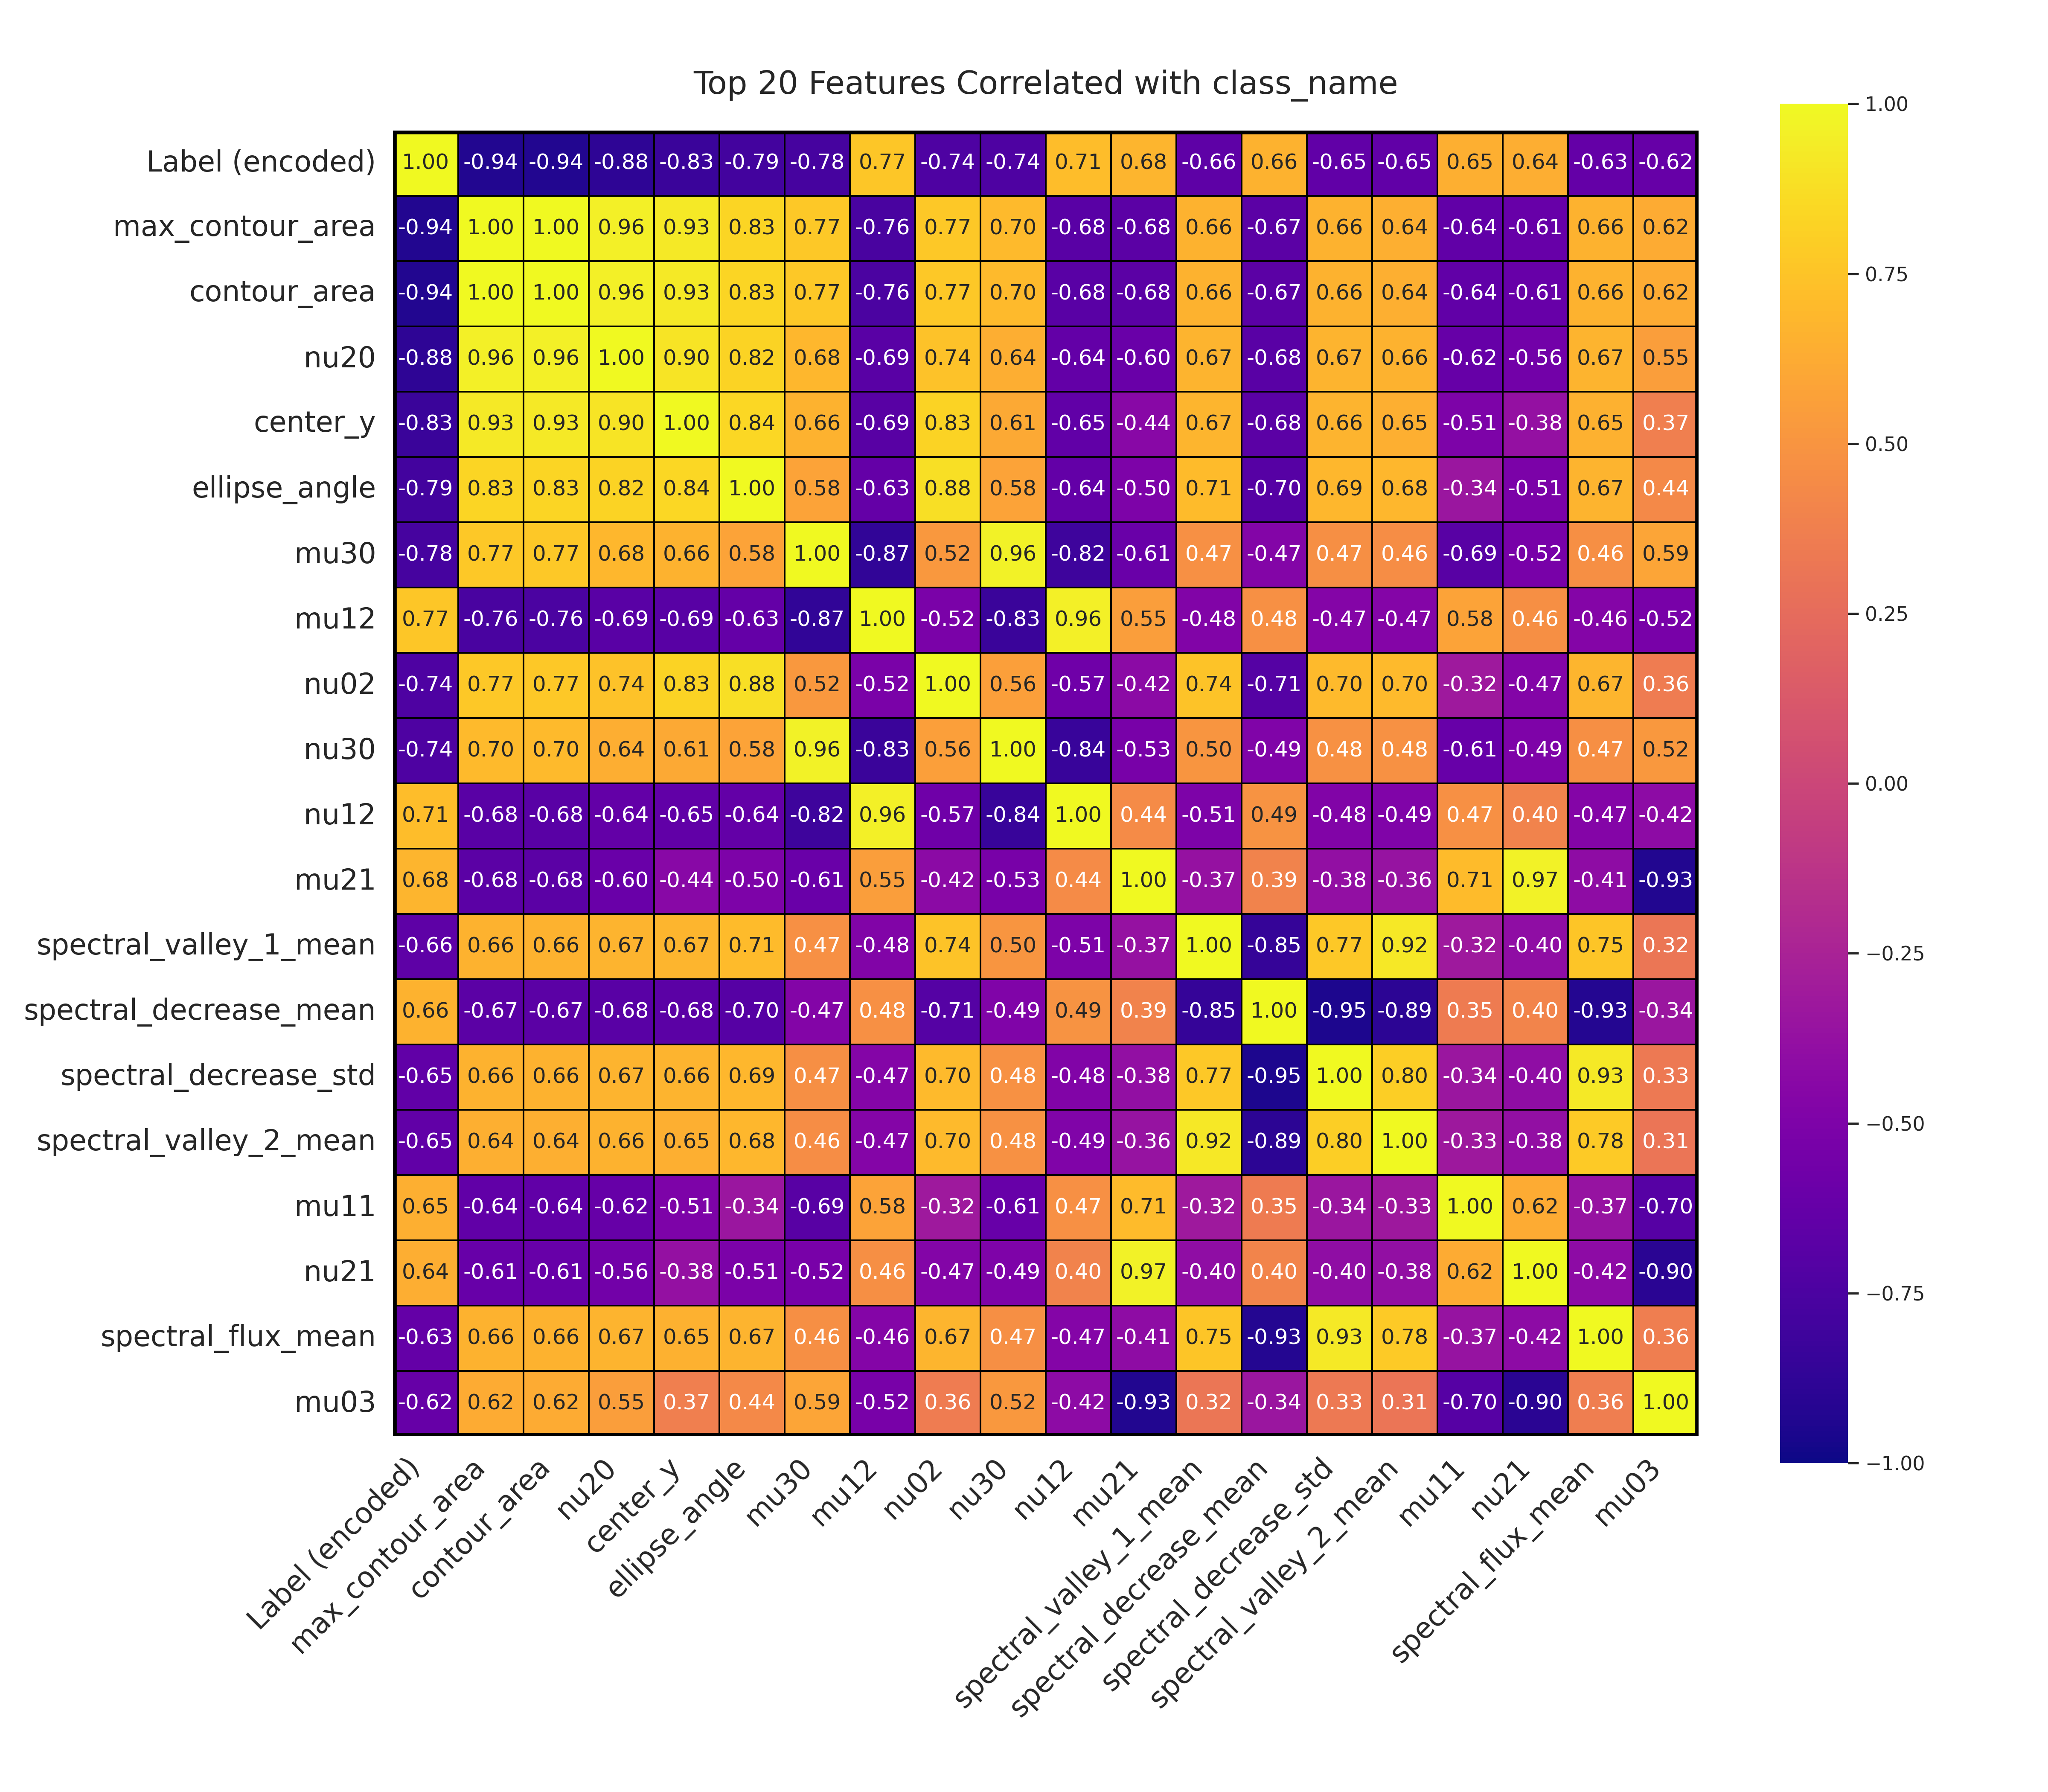 Top 20 Features Correlated with class_name
Label (encoded) 1.00 -0.94 -0.94 -0.88 -0.83 -0.79 -0.78 0.77 -0.74 -0.74 0.71 0.68 -0.66 0.66 -0.65 -0.65 0.65 0.64 -0.63 -0.62
max_contour_area -0.94 1.00 1.00 0.96 0.93 0.83 0.77 -0.76 0.77 0.70 -0.68 -0.68 0.66 -0.67 0.66 0.64 -0.64 -0.61 0.66 0.62
contour_area -0.94 1.00 1.00 0.96 0.93 0.83 0.77 -0.76 0.77 0.70 -0.68 -0.68 0.66 -0.67 0.66 0.64 -0.64 -0.61 0.66 0.62
nu20 -0.88 0.96 0.96 1.00 0.90 0.82 0.68 -0.69 0.74 0.64 -0.64 -0.60 0.67 -0.68 0.67 0.66 -0.62 -0.56 0.67 0.55
center_y -0.83 0.93 0.93 0.90 1.00 0.84 0.66 -0.69 0.83 0.61 -0.65 -0.44 0.67 -0.68 0.66 0.65 -0.51 -0.38 0.65 0.37
ellipse_angle -0.79 0.83 0.83 0.82 0.84 1.00 0.58 -0.63 0.88 0.58 -0.64 -0.50 0.71 -0.70 0.69 0.68 -0.34 -0.51 0.67 0.44
mu30 -0.78 0.77 0.77 0.68 0.66 0.58 1.00 -0.87 0.52 0.96 -0.82 -0.61 0.47 -0.47 0.47 0.46 -0.69 -0.52 0.46 0.59
mu12 0.77 -0.76 -0.76 -0.69 -0.69 -0.63 -0.87 1.00 -0.52 -0.83 0.96 0.55 -0.48 0.48 -0.47 -0.47 0.58 0.46 -0.46 -0.52
nu02 -0.74 0.77 0.77 0.74 0.83 0.88 0.52 -0.52 1.00 0.56 -0.57 -0.42 0.74 -0.71 0.70 0.70 -0.32 -0.47 0.67 0.36
nu30 -0.74 0.70 0.70 0.64 0.61 0.58 0.96 -0.83 0.56 1.00 -0.84 -0.53 0.50 -0.49 0.48 0.48 -0.61 -0.49 0.47 0.52
nu12 0.71 -0.68 -0.68 -0.64 -0.65 -0.64 -0.82 0.96 -0.57 -0.84 1.00 0.44 -0.51 0.49 -0.48 -0.49 0.47 0.40 -0.47 -0.42
mu21 0.68 -0.68 -0.68 -0.60 -0.44 -0.50 -0.61 0.55 -0.42 -0.53 0.44 1.00 -0.37 0.39 -0.38 -0.36 0.71 0.97 -0.41 -0.93
spectral_valley_1_mean -0.66 0.66 0.66 0.67 0.67 0.71 0.47 -0.48 0.74 0.50 -0.51 -0.37 1.00 -0.85 0.77 0.92 -0.32 -0.40 0.75 0.32
spectral_decrease_mean 0.66 -0.67 -0.67 -0.68 -0.68 -0.70 -0.47 0.48 -0.71 -0.49 0.49 0.39 -0.85 1.00 -0.95 -0.89 0.35 0.40 -0.93 -0.34
spectral_decrease_std -0.65 0.66 0.66 0.67 0.66 0.69 0.47 -0.47 0.70 0.48 -0.48 -0.38 0.77 -0.95 1.00 0.80 -0.34 -0.40 0.93 0.33
spectral_valley_2_mean -0.65 0.64 0.64 0.66 0.65 0.68 0.46 -0.47 0.70 0.48 -0.49 -0.36 0.92 -0.89 0.80 1.00 -0.33 -0.38 0.78 0.31
mu11 0.65 -0.64 -0.64 -0.62 -0.51 -0.34 -0.69 0.58 -0.32 -0.61 0.47 0.71 -0.32 0.35 -0.34 -0.33 1.00 0.62 -0.37 -0.70
nu21 0.64 -0.61 -0.61 -0.56 -0.38 -0.51 -0.52 0.46 -0.47 -0.49 0.40 0.97 -0.40 0.40 -0.40 -0.38 0.62 1.00 -0.42 -0.90
spectral_flux_mean -0.63 0.66 0.66 0.67 0.65 0.67 0.46 -0.46 0.67 0.47 -0.47 -0.41 0.75 -0.93 0.93 0.78 -0.37 -0.42 1.00 0.36
mu03 -0.62 0.62 0.62 0.55 0.37 0.44 0.59 -0.52 0.36 0.52 -0.42 -0.93 0.32 -0.34 0.33 0.31 -0.70 -0.90 0.36 1.00
Label (encoded)
max_contour_area
contour_area
nu20
center_y
ellipse_angle
mu30
mu12
nu02
nu30
nu12
mu21
spectral_valley_1_mean
spectral_decrease_mean
spectral_decrease_std
spectral_valley_2_mean
mu11
nu21
spectral_flux_mean
mu03
1.00
0.75
0.50
0.25
0.00
−0.25
−0.50
−0.75
−1.00